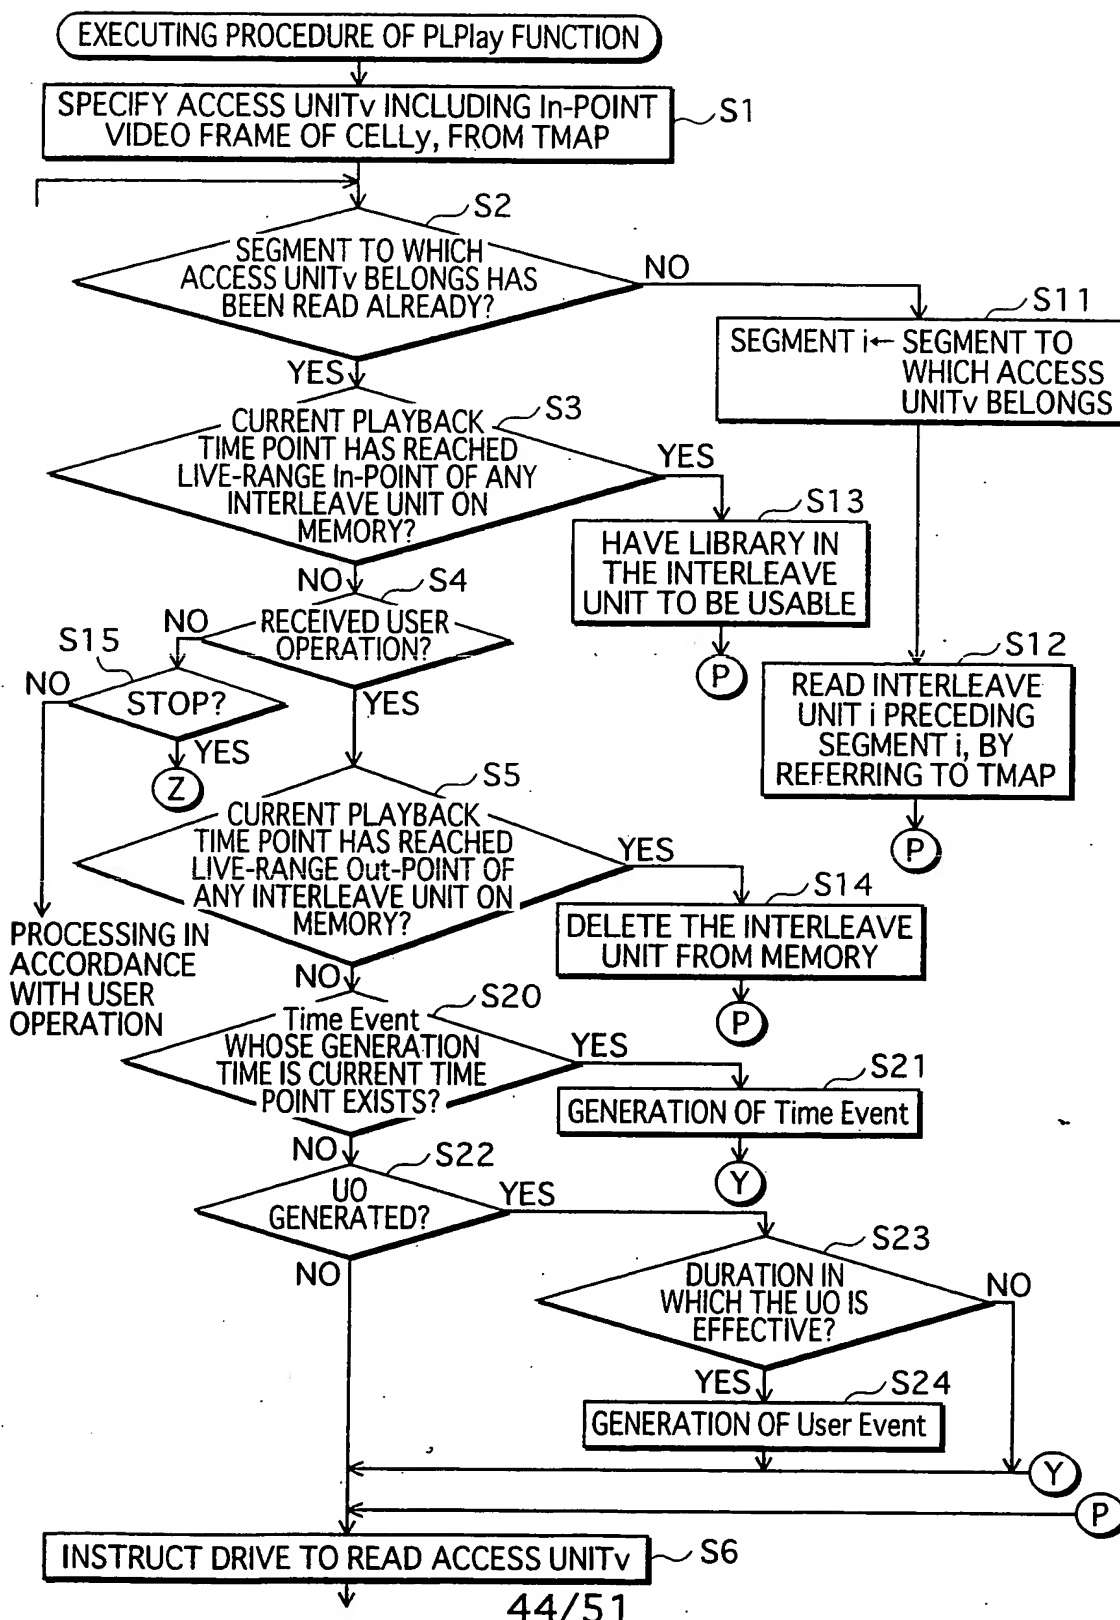 EXECUTING PROCEDURE OF PLPlay FUNCTION
SPECIFY ACCESS UNITv INCLUDING In-POINT
VIDEO FRAME OF CELLy, FROM TMAP
S1
S2
SEGMENT TO WHICH
ACCESS UNITv BELONGS HAS
BEEN READ ALREADY?
NO
YES
S11
SEGMENT i← SEGMENT TO
WHICH ACCESS
UNITv BELONGS
S3
CURRENT PLAYBACK
TIME POINT HAS REACHED
LIVE-RANGE In-POINT OF ANY
INTERLEAVE UNIT ON
MEMORY?
YES
NO
S13
HAVE LIBRARY IN
THE INTERLEAVE
UNIT TO BE USABLE
P
S12
READ INTERLEAVE
UNIT i PRECEDING
SEGMENT i, BY
REFERRING TO TMAP
P
S4
RECEIVED USER
OPERATION?
NO
YES
S15
STOP?
NO
YES
Z
PROCESSING IN
ACCORDANCE
WITH USER
OPERATION
S5
CURRENT PLAYBACK
TIME POINT HAS REACHED
LIVE-RANGE Out-POINT OF
ANY INTERLEAVE UNIT ON
MEMORY?
YES
NO
S14
DELETE THE INTERLEAVE
UNIT FROM MEMORY
P
S20
Time Event
WHOSE GENERATION
TIME IS CURRENT TIME
POINT EXISTS?
YES
NO
S21
GENERATION OF Time Event
Y
S22
UO
GENERATED?
YES
NO
S23
DURATION IN
WHICH THE UO IS
EFFECTIVE?
NO
YES
S24
GENERATION OF User Event
Y
P
INSTRUCT DRIVE TO READ ACCESS UNITv
S6
44/51